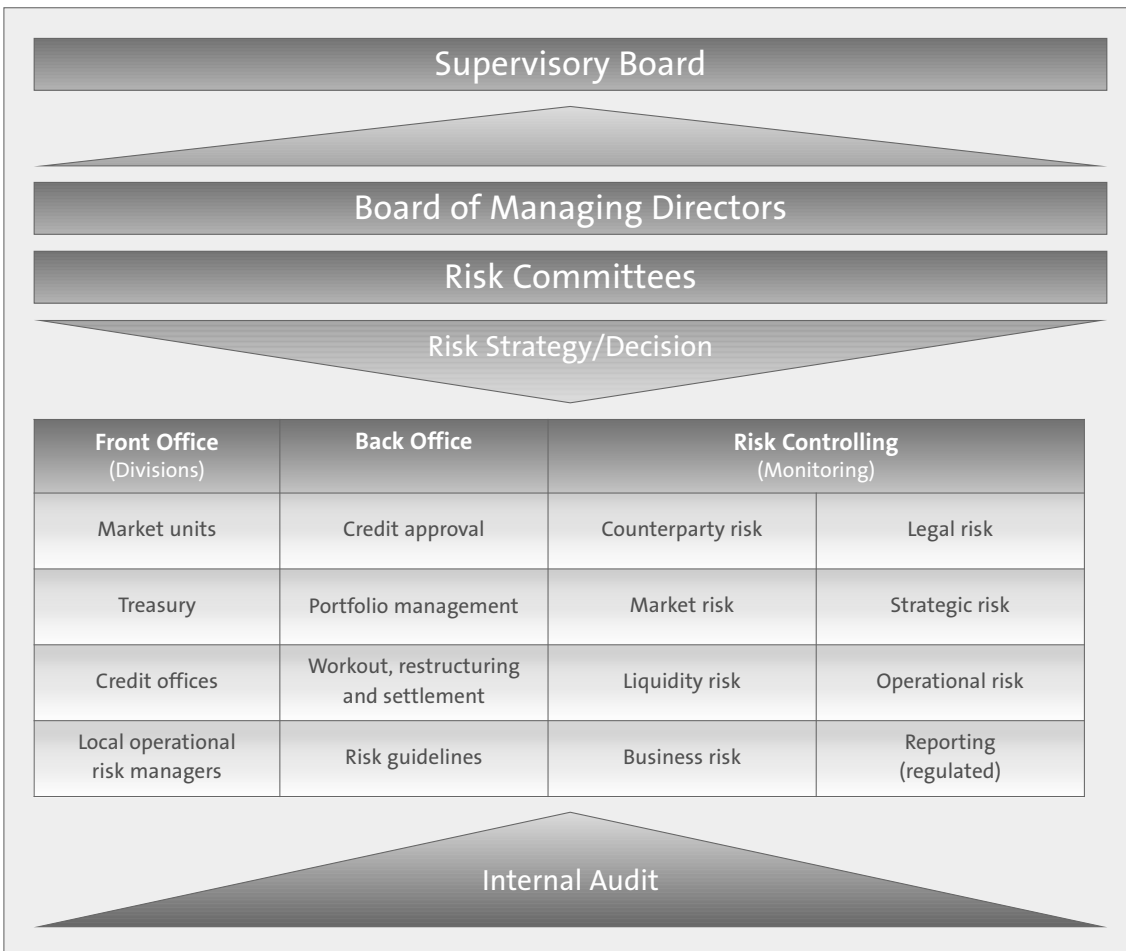 Supervisory Board
Board of Managing Directors
Risk Committees
Risk Strategy/Decision
Front Office
(Divisions)
Back Office
Risk Controlling
(Monitoring)
Market units
Credit approval
Counterparty risk
Legal risk
Treasury
Portfolio management
Market risk
Strategic risk
Credit offices
Workout, restructuring
and settlement
Liquidity risk
Operational risk
Local operational
risk managers
Risk guidelines
Business risk
Reporting
(regulated)
Internal Audit